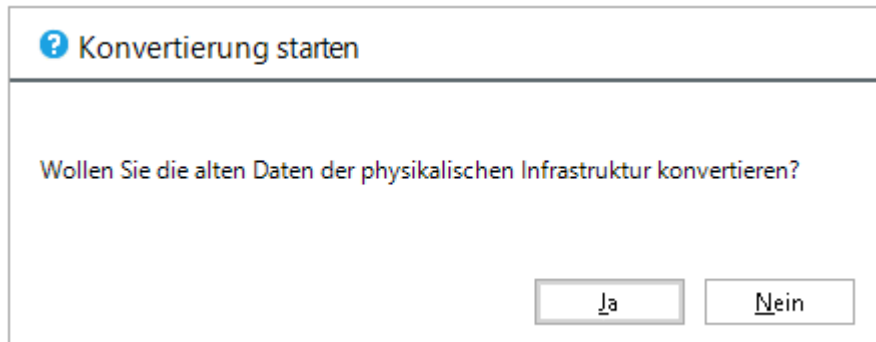 Konvertierung starten
Wollen Sie die alten Daten der physikalischen Infrastruktur konvertieren?
Ja
Nein